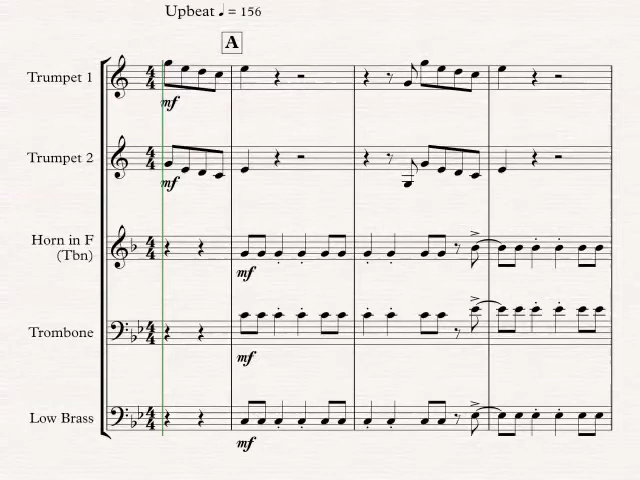 Upbeat ♩ = 156
A
Trumpet 1
mf
Trumpet 2
mf
Horn in F
(Tbn)
mf
Trombone
mf
Low Brass
mf